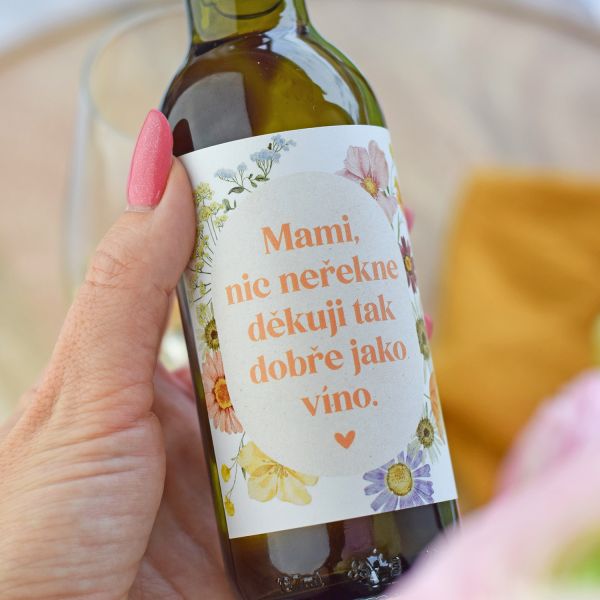 Mami,
nic neřekne
děkuji tak
dobře jako
víno.